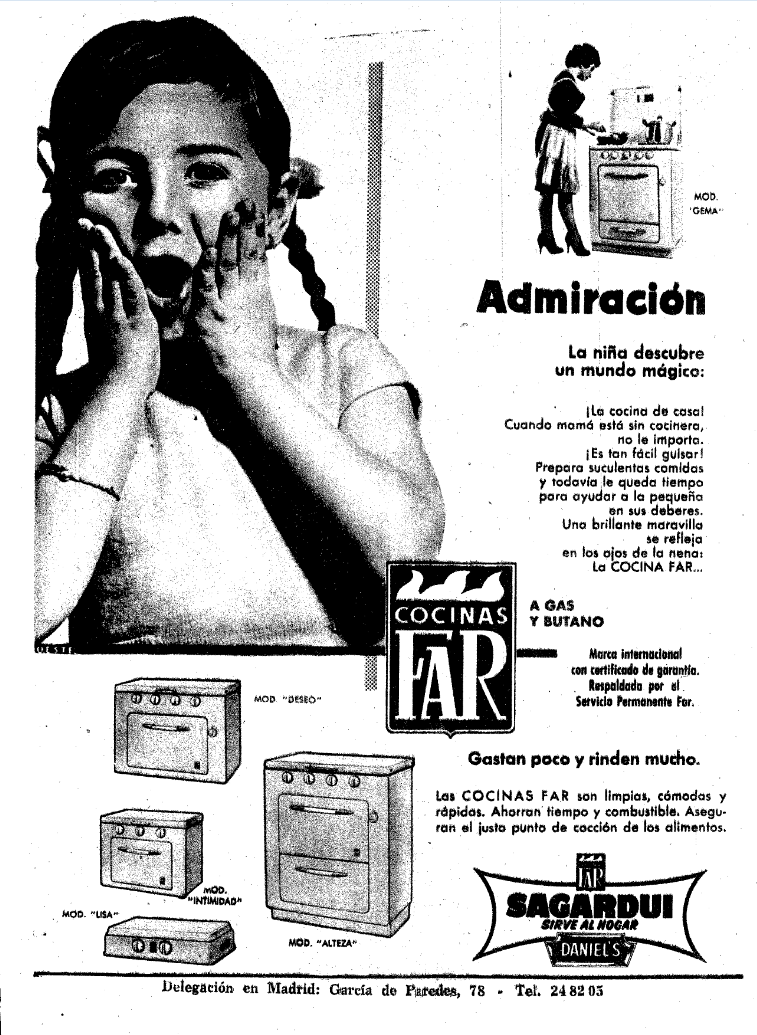 MOD.
"GEMA"
Admiración
La niña descubre
un mundo mágico:
¡La cocina de casa!
Cuando mamá está sin cocinera,
no le importa.
¡Es tan fácil guisar!
Prepara suculentas comidas
y todavía le queda tiempo
para ayudar a la pequeña
en sus deberes.
Una brillante maravilla
se refleja
en los ojos de la nena:
La COCINA FAR...
COCINAS
FAR
A GAS
Y BUTANO
OESTE
Marca internacional
con certificado de garantía.
Respaldada por el
Servicio Permanente Far.
MOD. "DESEO"
Gastan poco y rinden mucho.
Las COCINAS FAR son limpias, cómodas y
rápidas. Ahorran tiempo y combustible. Asegu-
ran el justo punto de cocción de los alimentos.
MOD.
"INTIMIDAD"
MOD. "LISA"
MOD. "ALTEZA"
FAR
SAGARDUI
SIRVE AL HOGAR
DANIEL'S
Delegación en Madrid: García de Paredes, 78 - Tel. 24 82 05